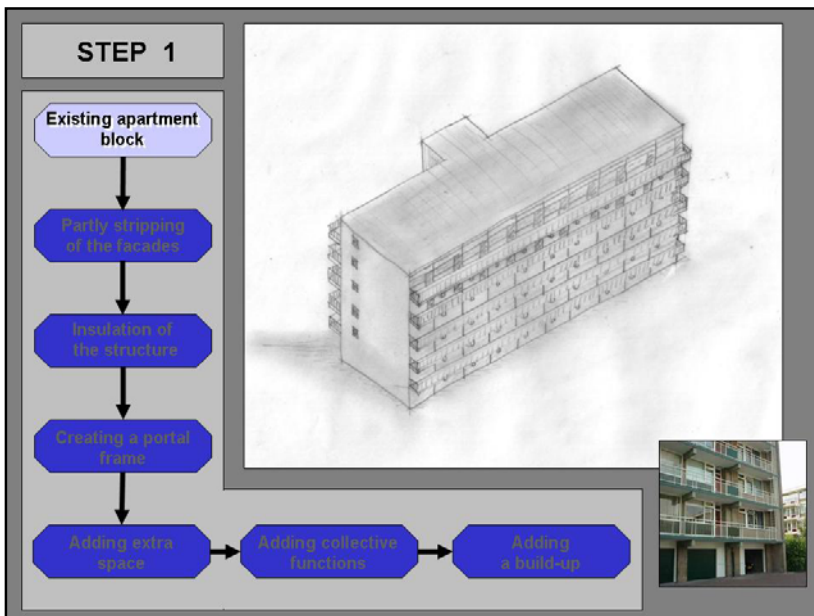 STEP 1
Existing apartment
block
Partly stripping
of the facades
Insulation of
the structure
Creating a portal
frame
Adding extra
space
Adding collective
functions
Adding
a build-up